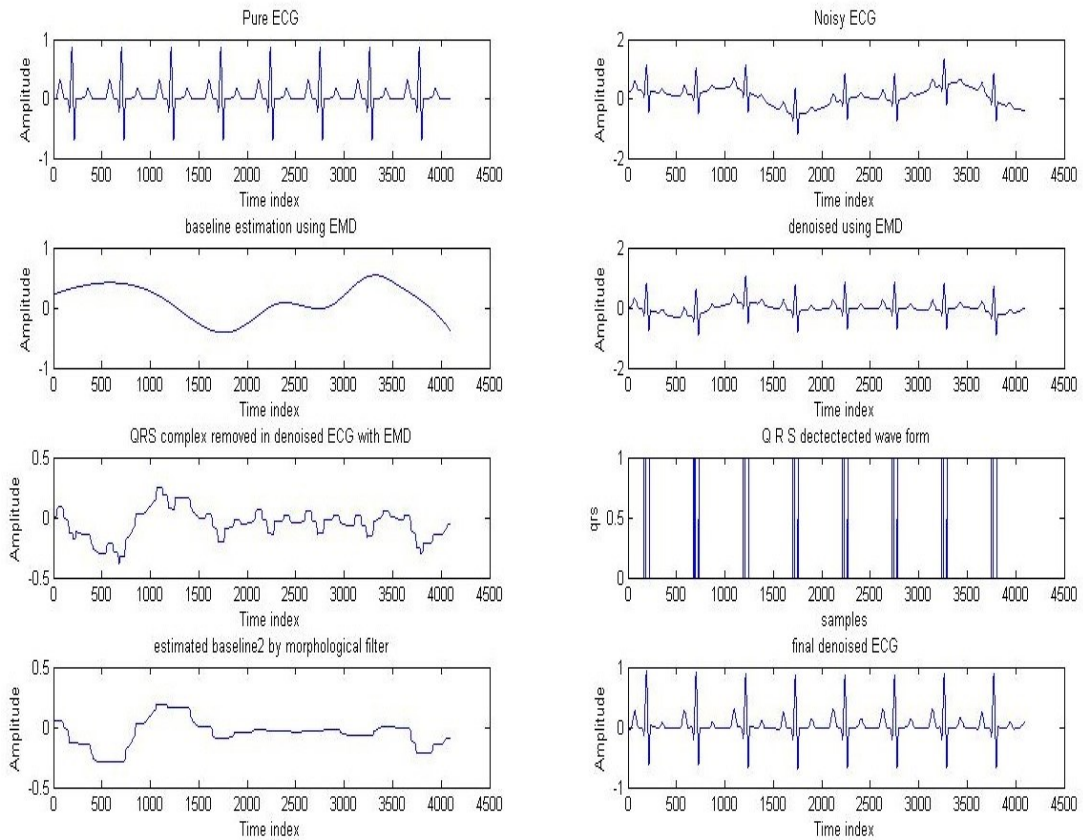 Pure ECG
1
0
-1
Amplitude
0 500 1000 1500 2000 2500 3000 3500 4000 4500
Time index
Noisy ECG
2
0
-2
Amplitude
0 500 1000 1500 2000 2500 3000 3500 4000 4500
Time index
baseline estimation using EMD
1
0
-1
Amplitude
0 500 1000 1500 2000 2500 3000 3500 4000 4500
Time index
denoised using EMD
2
0
-2
Amplitude
0 500 1000 1500 2000 2500 3000 3500 4000 4500
Time index
QRS complex removed in denoised ECG with EMD
0.5
0
-0.5
Amplitude
0 500 1000 1500 2000 2500 3000 3500 4000 4500
Time index
Q R S dectectected wave form
1
0.5
0
qrs
0 500 1000 1500 2000 2500 3000 3500 4000 4500
samples
estimated baseline2 by morphological filter
0.5
0
-0.5
Amplitude
0 500 1000 1500 2000 2500 3000 3500 4000 4500
Time index
final denoised ECG
1
0
-1
Amplitude
0 500 1000 1500 2000 2500 3000 3500 4000 4500
Time index